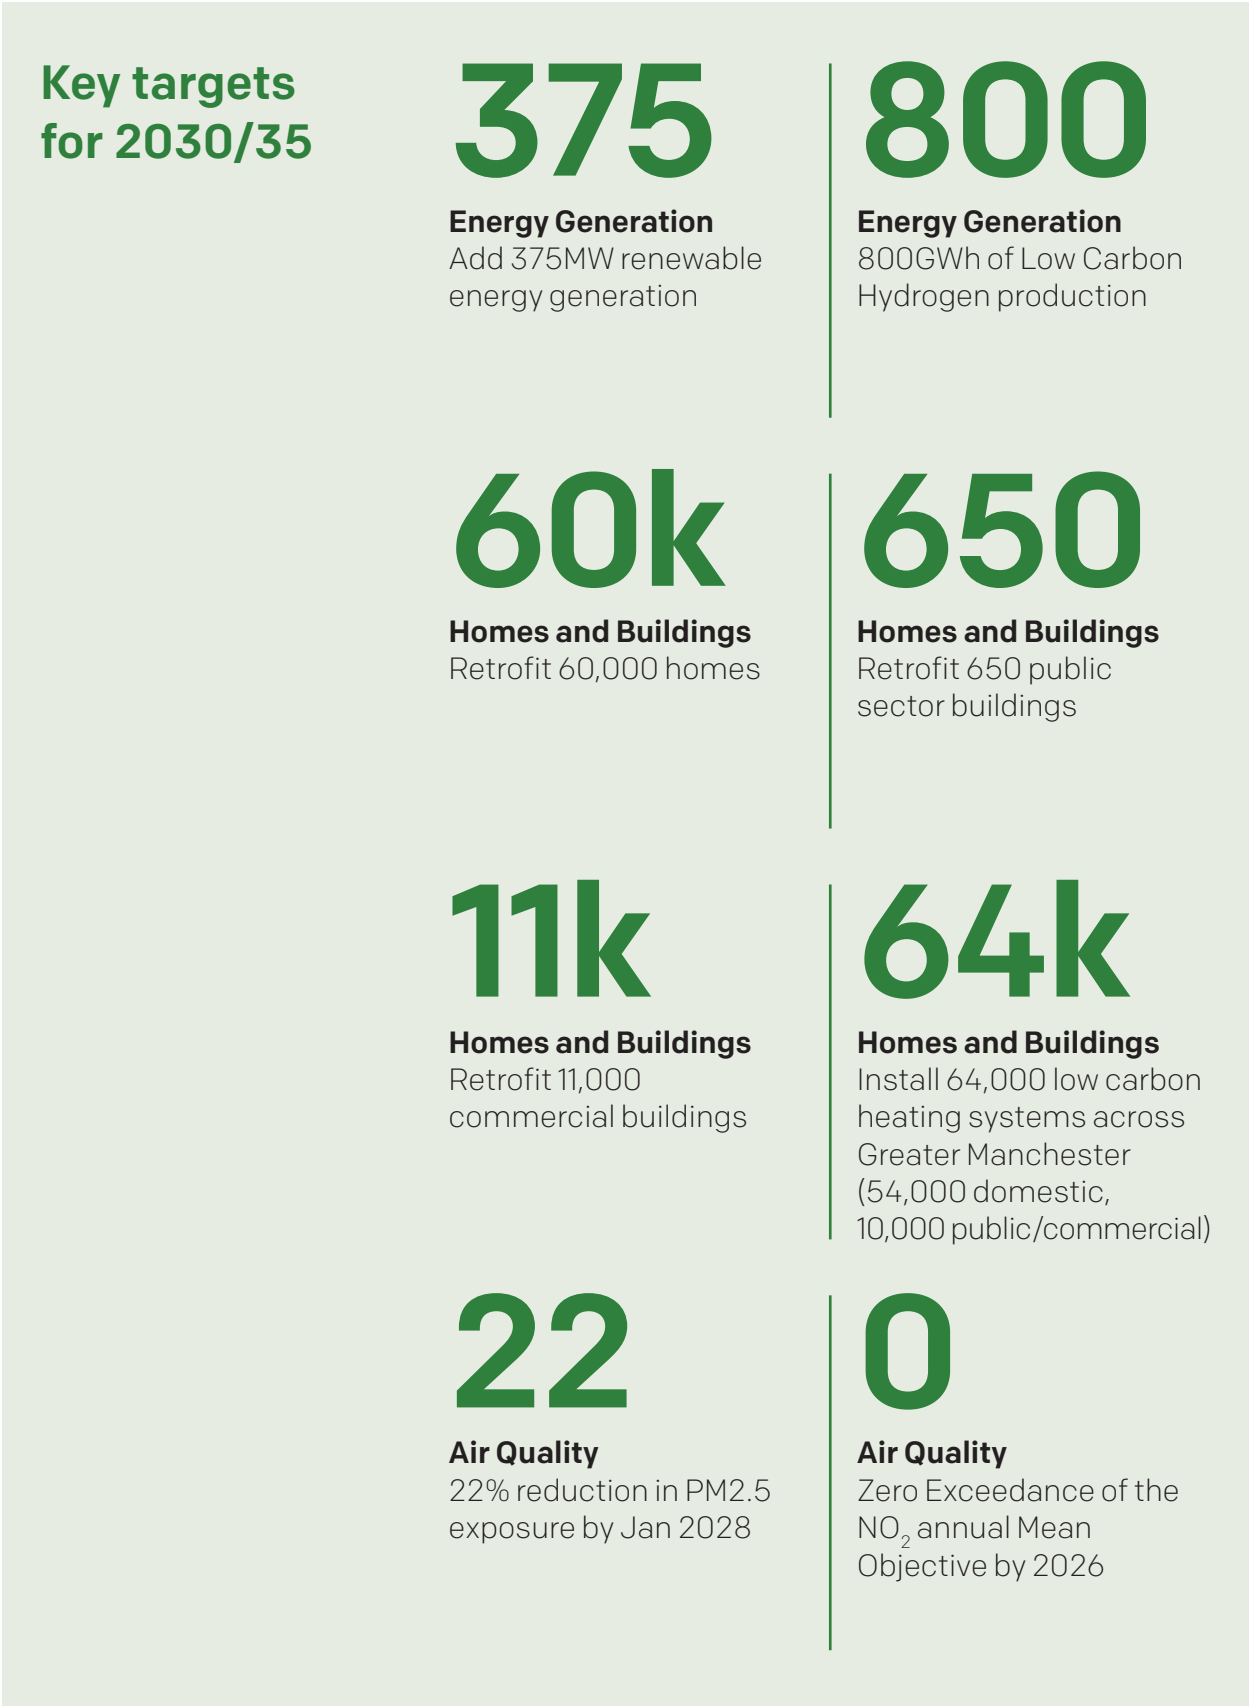 Key targets
for 2030/35
375
Energy Generation
Add 375MW renewable
energy generation
800
Energy Generation
800GWh of Low Carbon
Hydrogen production
60k
Homes and Buildings
Retrofit 60,000 homes
650
Homes and Buildings
Retrofit 650 public
sector buildings
11k
Homes and Buildings
Retrofit 11,000
commercial buildings
64k
Homes and Buildings
Install 64,000 low carbon
heating systems across
Greater Manchester
(54,000 domestic,
10,000 public/commercial)
22
Air Quality
22% reduction in PM2.5
exposure by Jan 2028
0
Air Quality
Zero Exceedance of the
NO₂ annual Mean
Objective by 2026